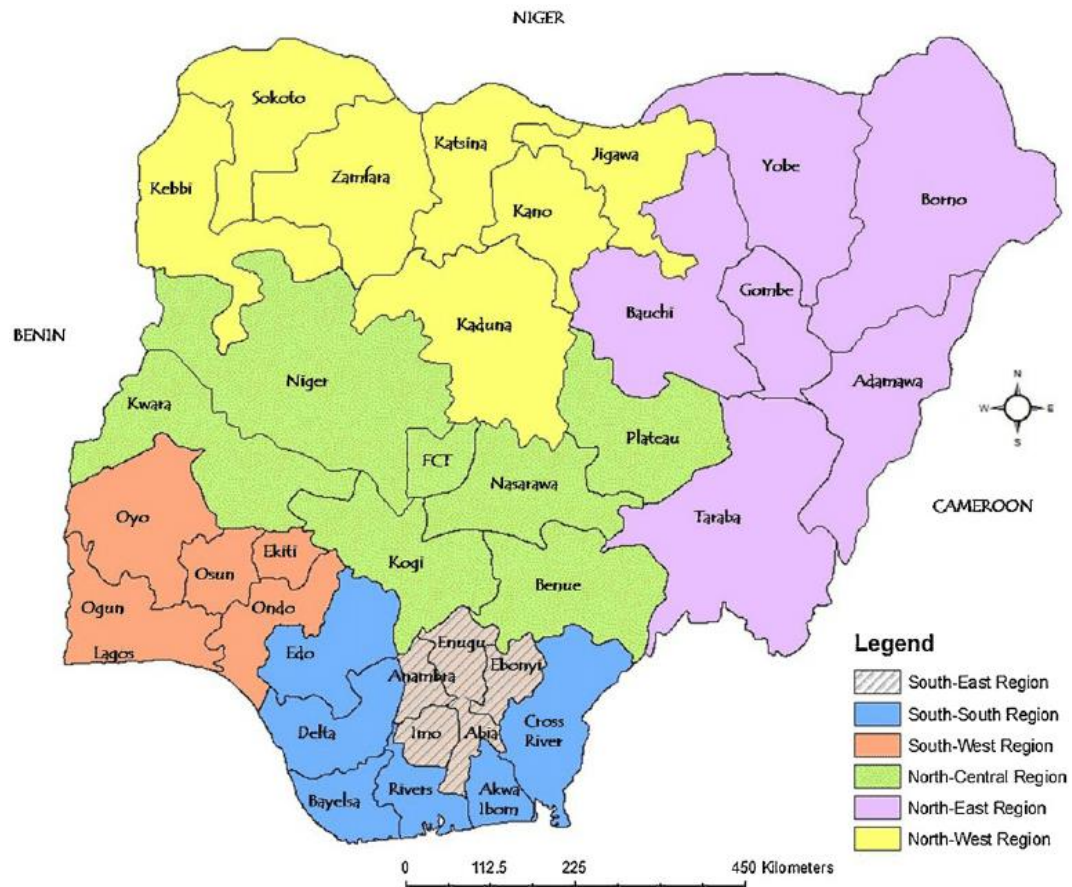 NIGER
Sokoto
Katsina
Jigawa
Yobe
Kebbi
Zamfara
Kano
Borno
Gombe
Bauchi
BENIN
Kaduna
Niger
Adamawa
N
W
E
S
Kwara
Plateau
FCT
Nasarawa
CAMEROON
Oyo
Taraba
Ekiti
Osun
Kogi
Benue
Ogun
Ondo
Lagos
Edo
Enugu
Ebonyi
Anambra
Delta
Imo
Abia
Cross
River
Bayelsa
Rivers
Akwa
Ibom
Legend
South-East Region
South-South Region
South-West Region
North-Central Region
North-East Region
North-West Region
0 112.5 225 450 Kilometers